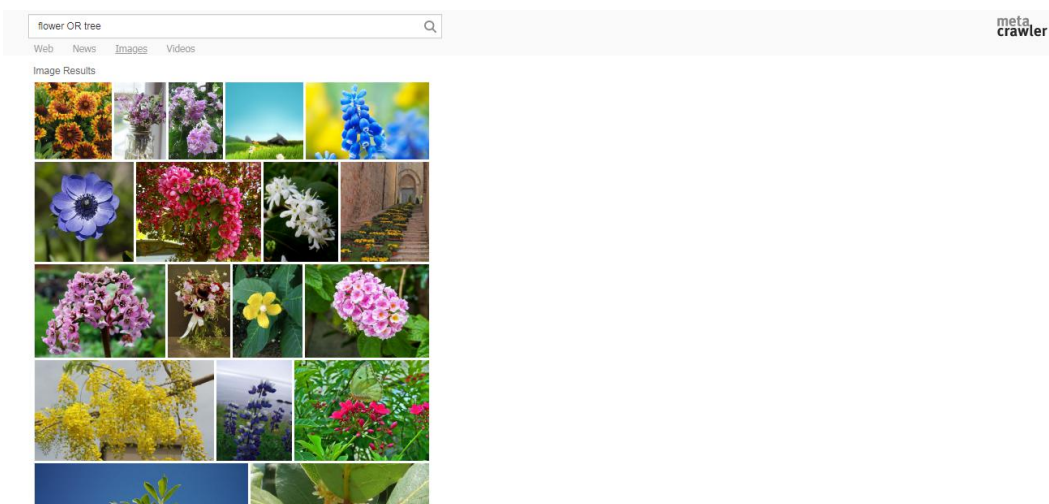 flower OR tree
meta
crawler
Web News Images Videos
Image Results